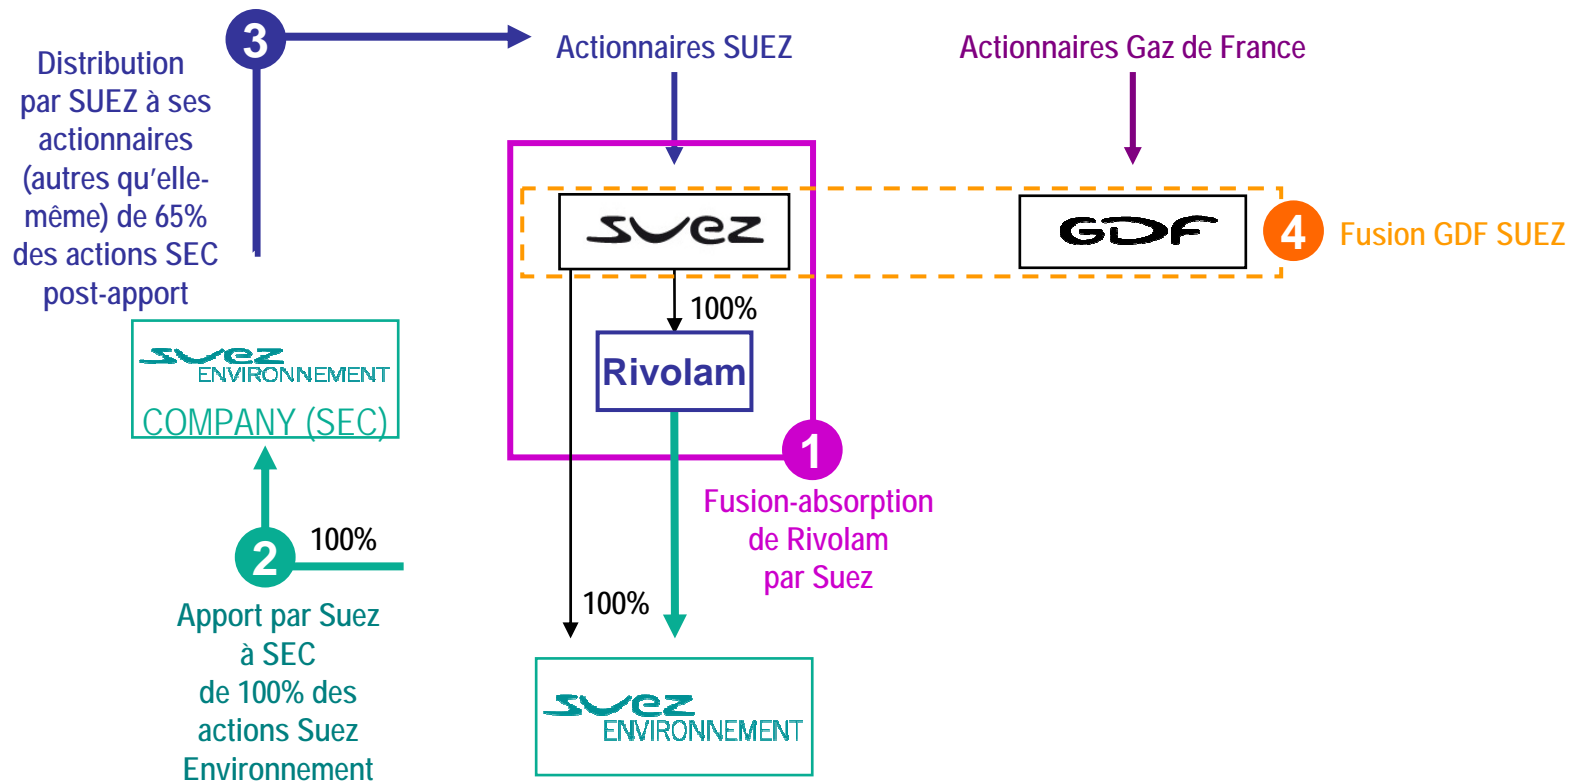 3
Distribution
par SUEZ à ses
actionnaires
(autres qu'elle-
même) de 65%
des actions SEC
post-apport
Actionnaires SUEZ
Actionnaires Gaz de France
suez
GDF
4
Fusion GDF SUEZ
100%
Rivolam
1
Fusion-absorption
de Rivolam
par Suez
suez
ENVIRONNEMENT
COMPANY (SEC)
2
100%
Apport par Suez
à SEC
de 100% des
actions Suez
Environnement
100%
suez
ENVIRONNEMENT